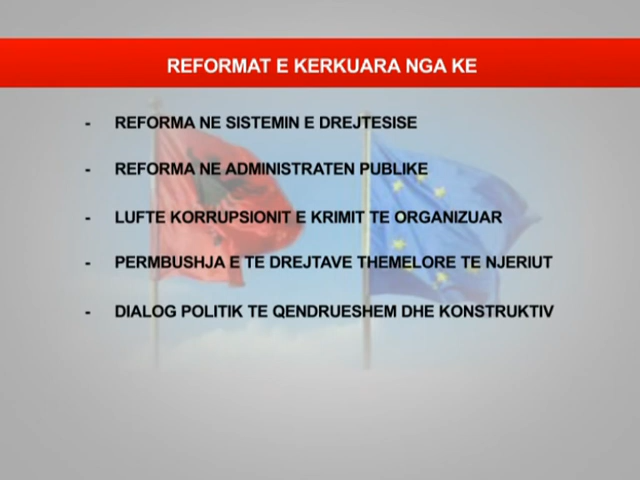 REFORMAT E KERKUARA NGA KE
- REFORMA NE SISTEMIN E DREJTESISE
- REFORMA NE ADMINISTRATEN PUBLIKE
- LUFTE KORRUPSIONIT E KRIMIT TE ORGANIZUAR
- PERMBUSHJA E TE DREJTAVE THEMELORE TE NJERIUT
- DIALOG POLITIK TE QENDRUESHEM DHE KONSTRUKTIV